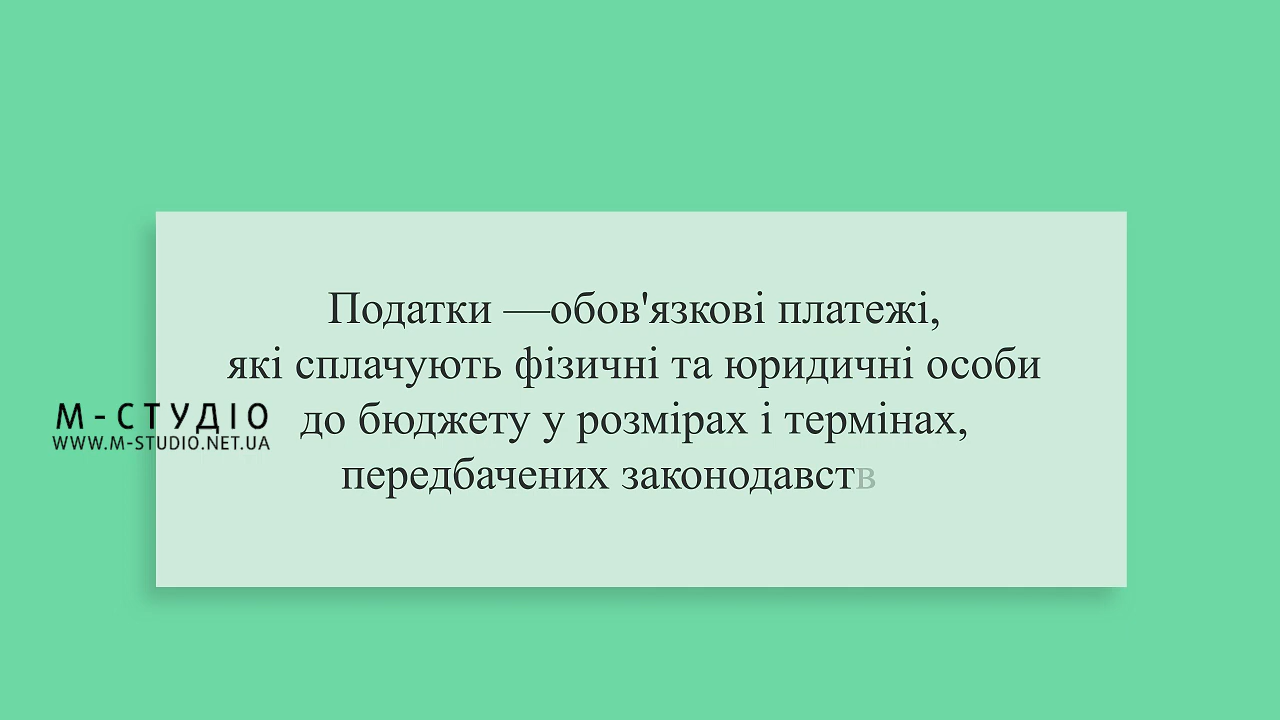 Податки —обов'язкові платежі,
які сплачують фізичні та юридичні особи
до бюджету у розмірах і термінах,
передбачених законодавств
М-СТУДІО
WWW.M-STUDIO.NET.UA